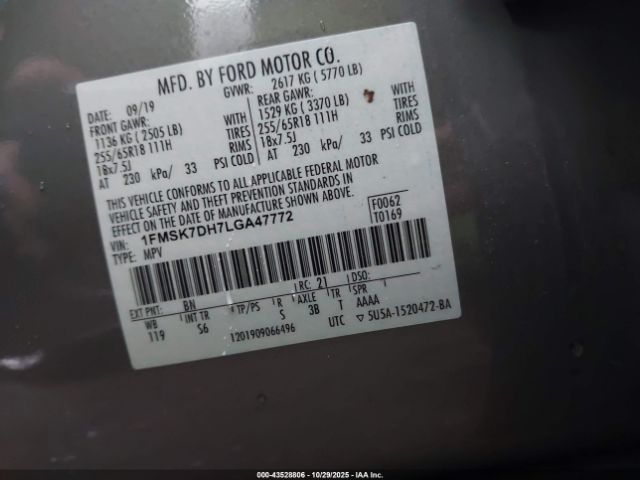 MFD. BY FORD MOTOR CO.
DATE: 09/19
GVWR: 2617 KG ( 5770 LB)
FRONT GAWR: REAR GAWR:
1136 KG ( 2505 LB) 1529 KG ( 3370 LB)
255/65R18 111H TIRES 255/65R18 111H TIRES
18x7.5J RIMS 18x7.5J RIMS
AT 230 kPa/ 33 PSI COLD AT 230 kPa/ 33 PSI COLD
THIS VEHICLE CONFORMS TO ALL APPLICABLE FEDERAL MOTOR
VEHICLE SAFETY AND THEFT PREVENTION STANDARDS IN
EFFECT ON THE DATE OF MANUFACTURE SHOWN ABOVE.
VIN: 1FMSK7DH7LGA47772
TYPE: MPV
F0062
T0169
EXT PNT: BN RC: 21 DSO:
WB INT TR TP/PS R AXLE TR SPR
119 S6 S 3B T AAAA
1201909066496 UTC ▽ 5U5A-1520472-BA
000-43528806 - 10/29/2025 - IAAI.COM